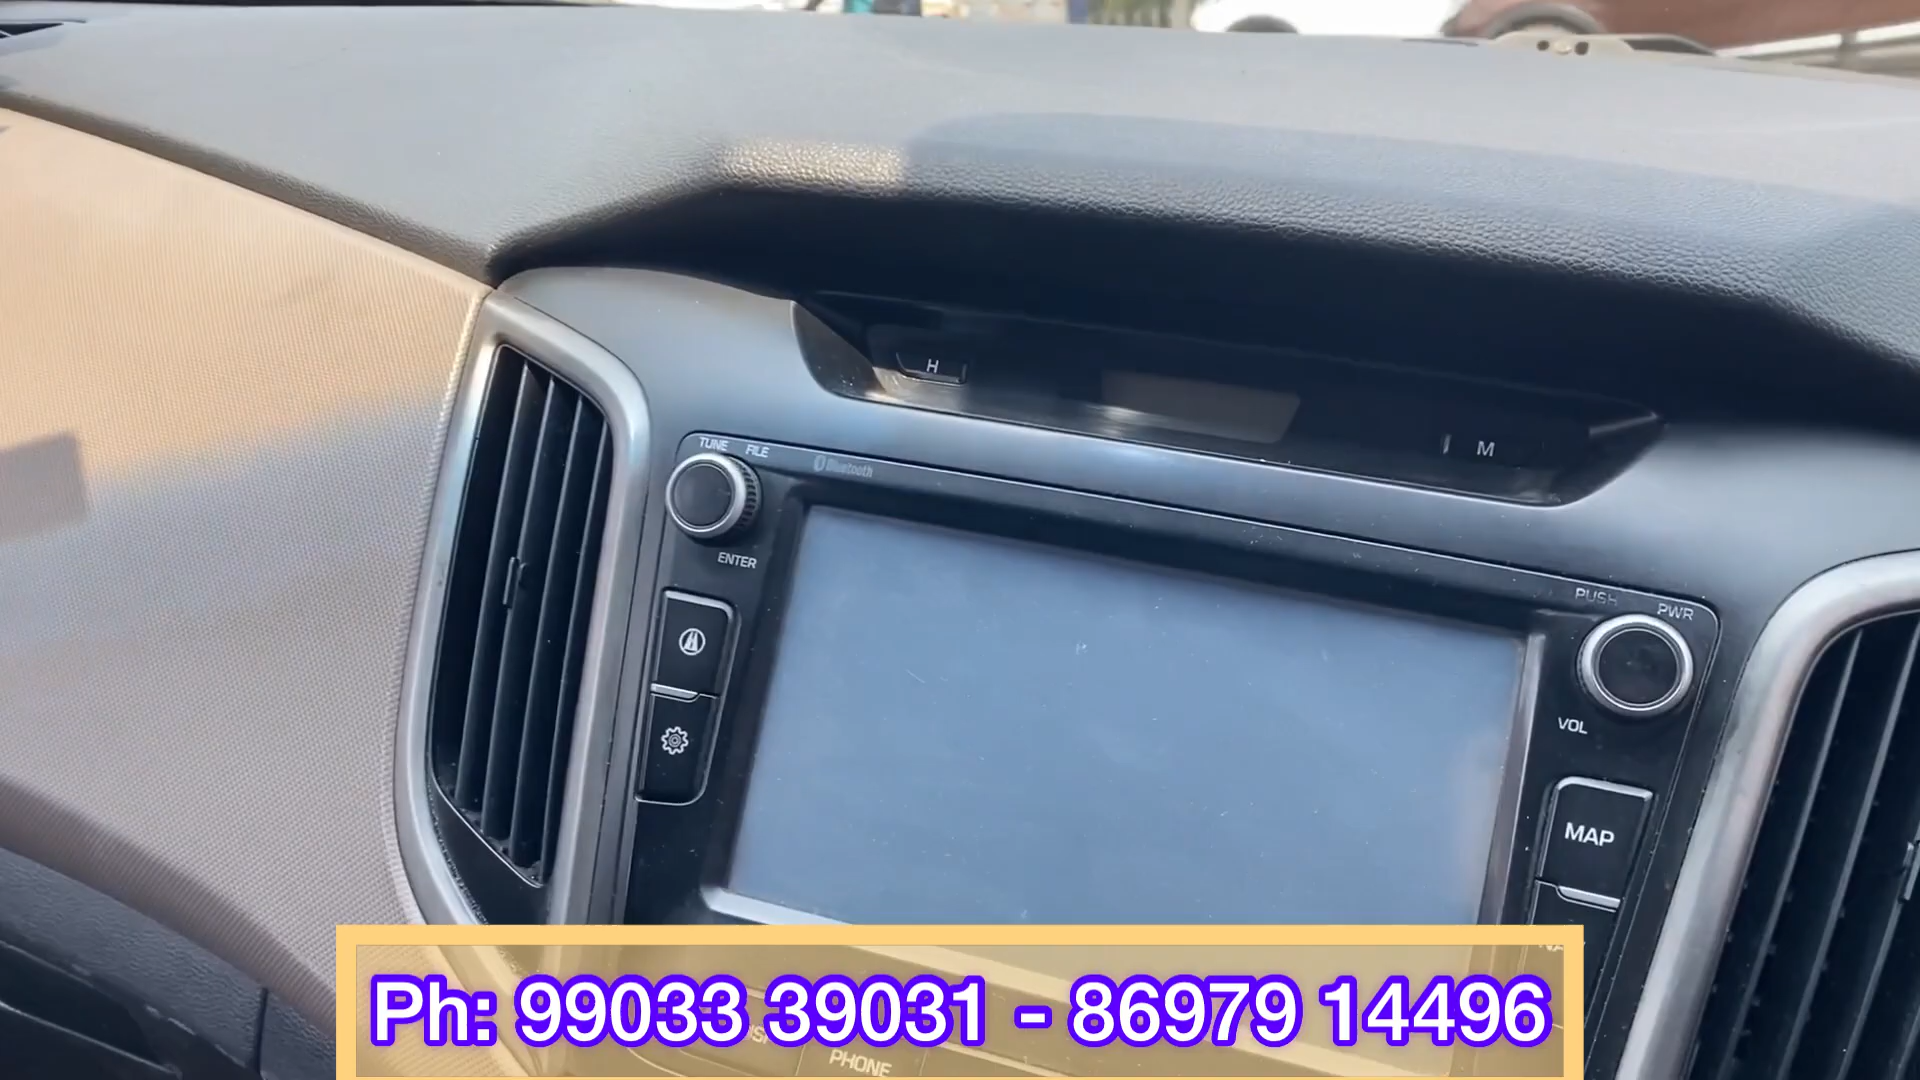 H
M
TUNE FILE
Bluetooth
ENTER
PUSH PWR
VOL
MAP
Ph: 99033 39031 - 86979 14496
PHONE